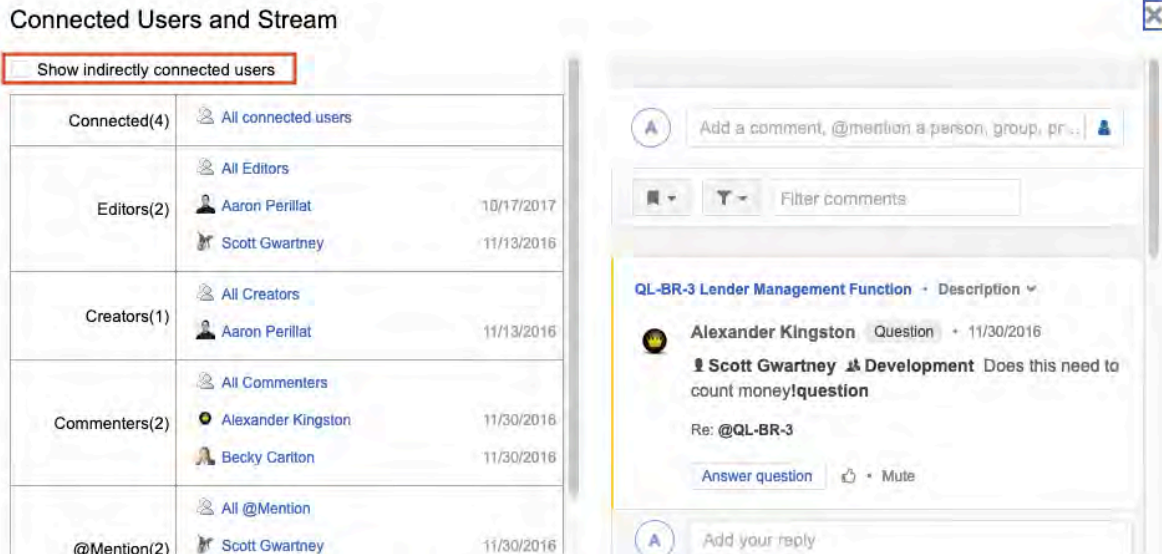 Connected Users and Stream
Show indirectly connected users
Connected(4)
All connected users
Editors(2)
All Editors
Aaron Perillat 10/17/2017
Scott Gwartney 11/13/2016
Creators(1)
All Creators
Aaron Perillat 11/13/2016
Commenters(2)
All Commenters
Alexander Kingston 11/30/2016
Becky Carlton 11/30/2016
@Mention(2)
All @Mention
Scott Gwartney 11/30/2016
A Add a comment, @mention a person, group, pr...
Filter comments
QL-BR-3 Lender Management Function • Description
Alexander Kingston Question • 11/30/2016
Scott Gwartney Development Does this need to
count money!question
Re: @QL-BR-3
Answer question • Mute
A Add your reply